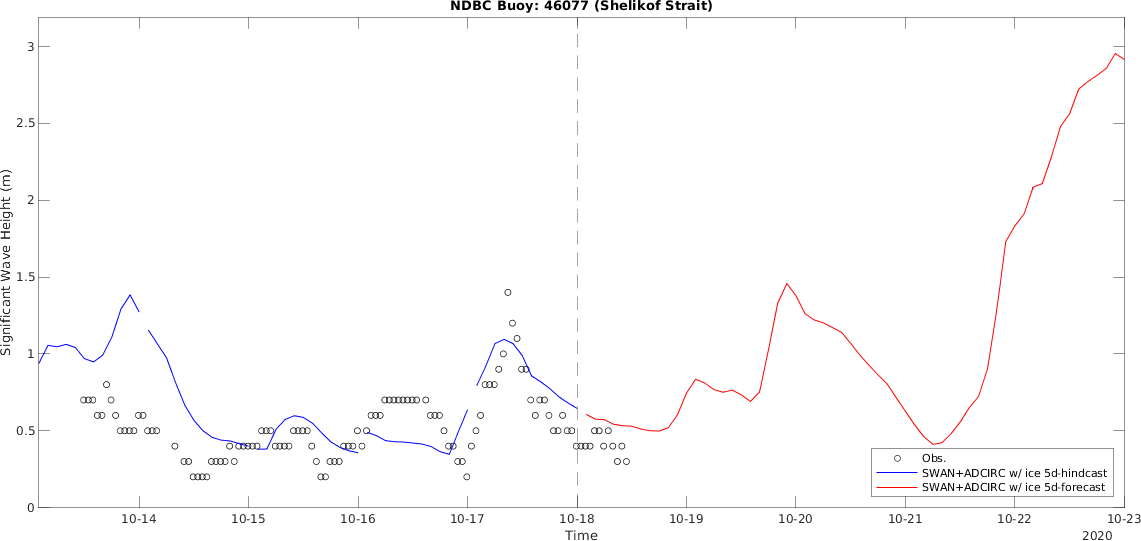 NDBC Buoy: 46077 (Shelikof Strait)
Significant Wave Height (m)
3
2.5
2
1.5
1
0.5
0
Obs.
SWAN+ADCIRC w/ ice 5d-hindcast
SWAN+ADCIRC w/ ice 5d-forecast
10-14 10-15 10-16 10-17 10-18 10-19 10-20 10-21 10-22 10-23
Time
2020